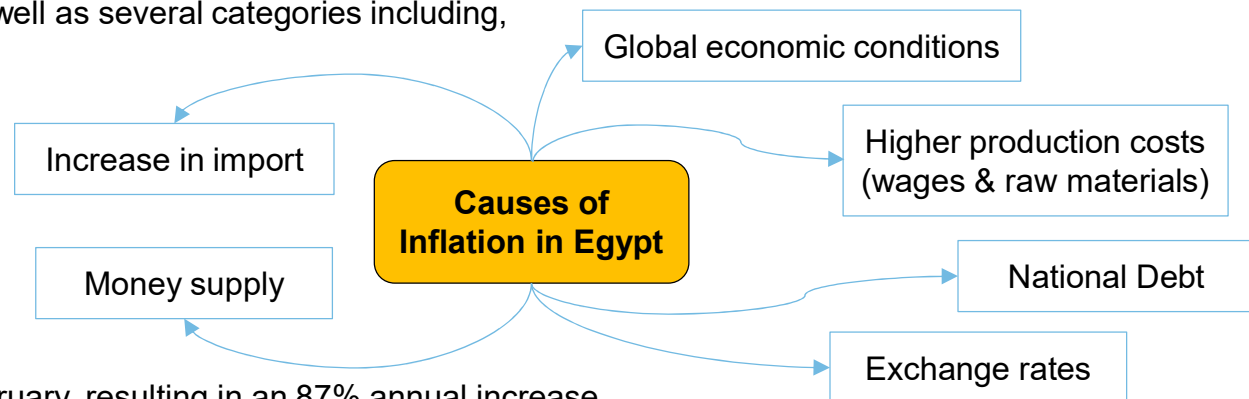 well as several categories including,
Global economic conditions
Increase in import
Higher production costs
(wages & raw materials)
Causes of
Inflation in Egypt
Money supply
National Debt
Exchange rates
resulting in an 87% annual increase